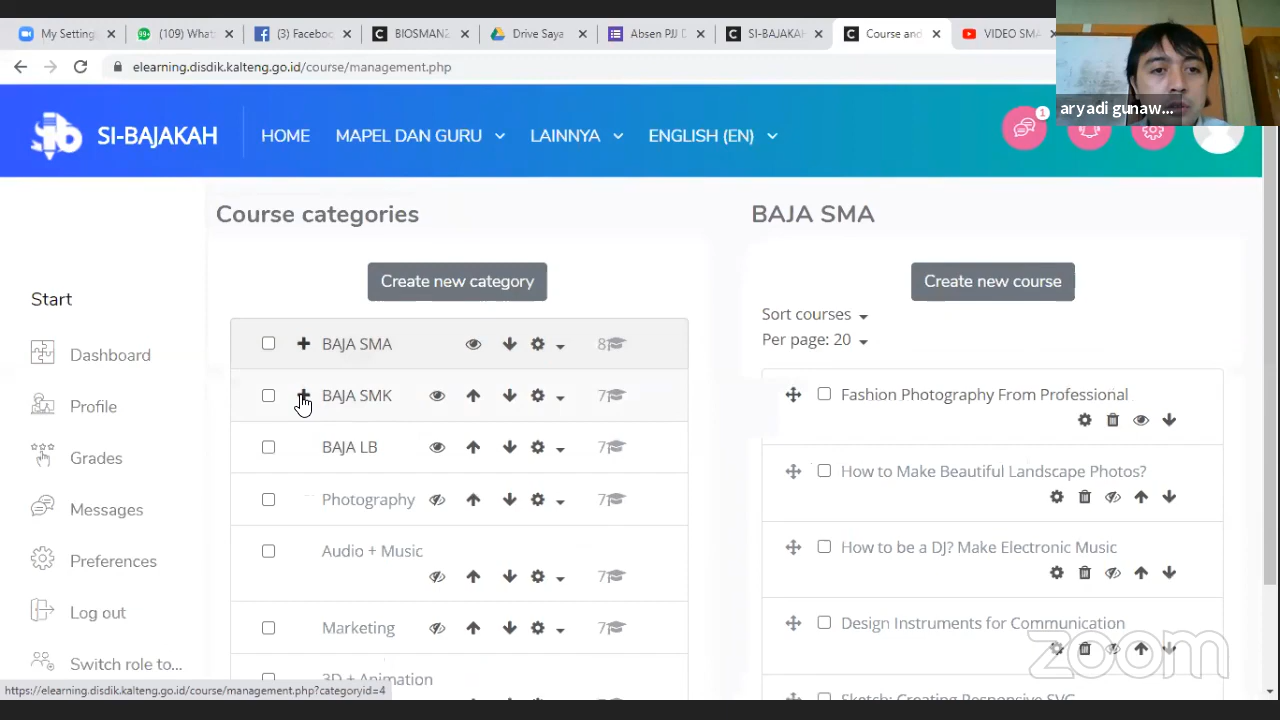 My Setting
(109) What
(3) Faceboo
BIOSMANZ
Drive Saya
Absen PJJ D
SI-BAJAKAH
Course and
VIDEO SMA
elearning.disdik.kalteng.go.id/course/management.php
aryadi gunaw...
SI-BAJAKAH
HOME
MAPEL DAN GURU
LAINNYA
ENGLISH (EN)
1
Course categories
BAJA SMA
Create new category
Create new course
Start
Sort courses
Per page: 20
Dashboard
Profile
Grades
Messages
Preferences
Log out
Switch role to...
BAJA SMA 8
BAJA SMK 7
BAJA LB 7
Photography 7
Audio + Music
7
Marketing 7
3D + Animation
Fashion Photography From Professional
How to Make Beautiful Landscape Photos?
How to be a DJ? Make Electronic Music
Design Instruments for Communication
Sketch: Creating Responsive SVG
zoom
https://elearning.disdik.kalteng.go.id/course/management.php?categoryid=4